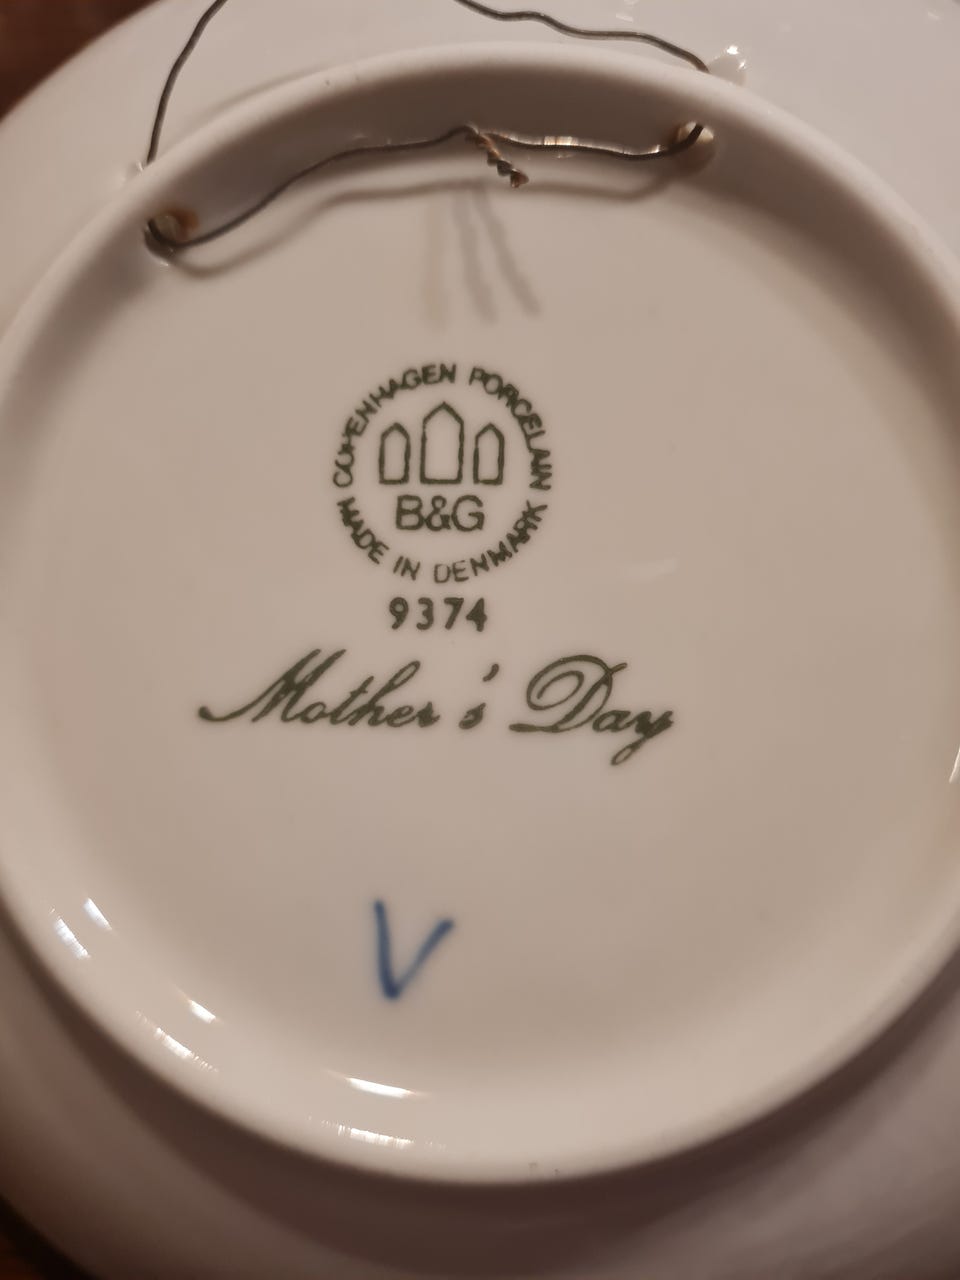 COPENHAGEN PORCELAIN
B&G
MADE IN DENMARK
9374
Mother's Day
V